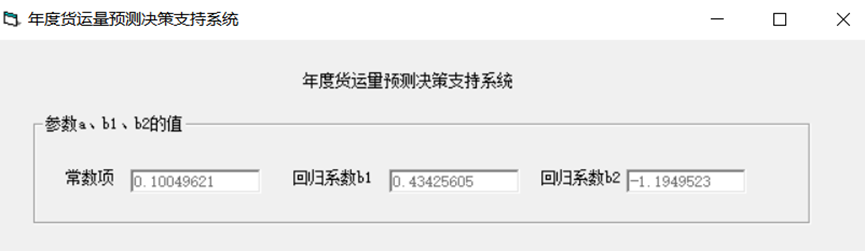 年度货运量预测决策支持系统
年度货运量预测决策支持系统
参数a、b1、b2的值
常数项 0.10049621 回归系数b1 0.43425605 回归系数b2 -1.1949523